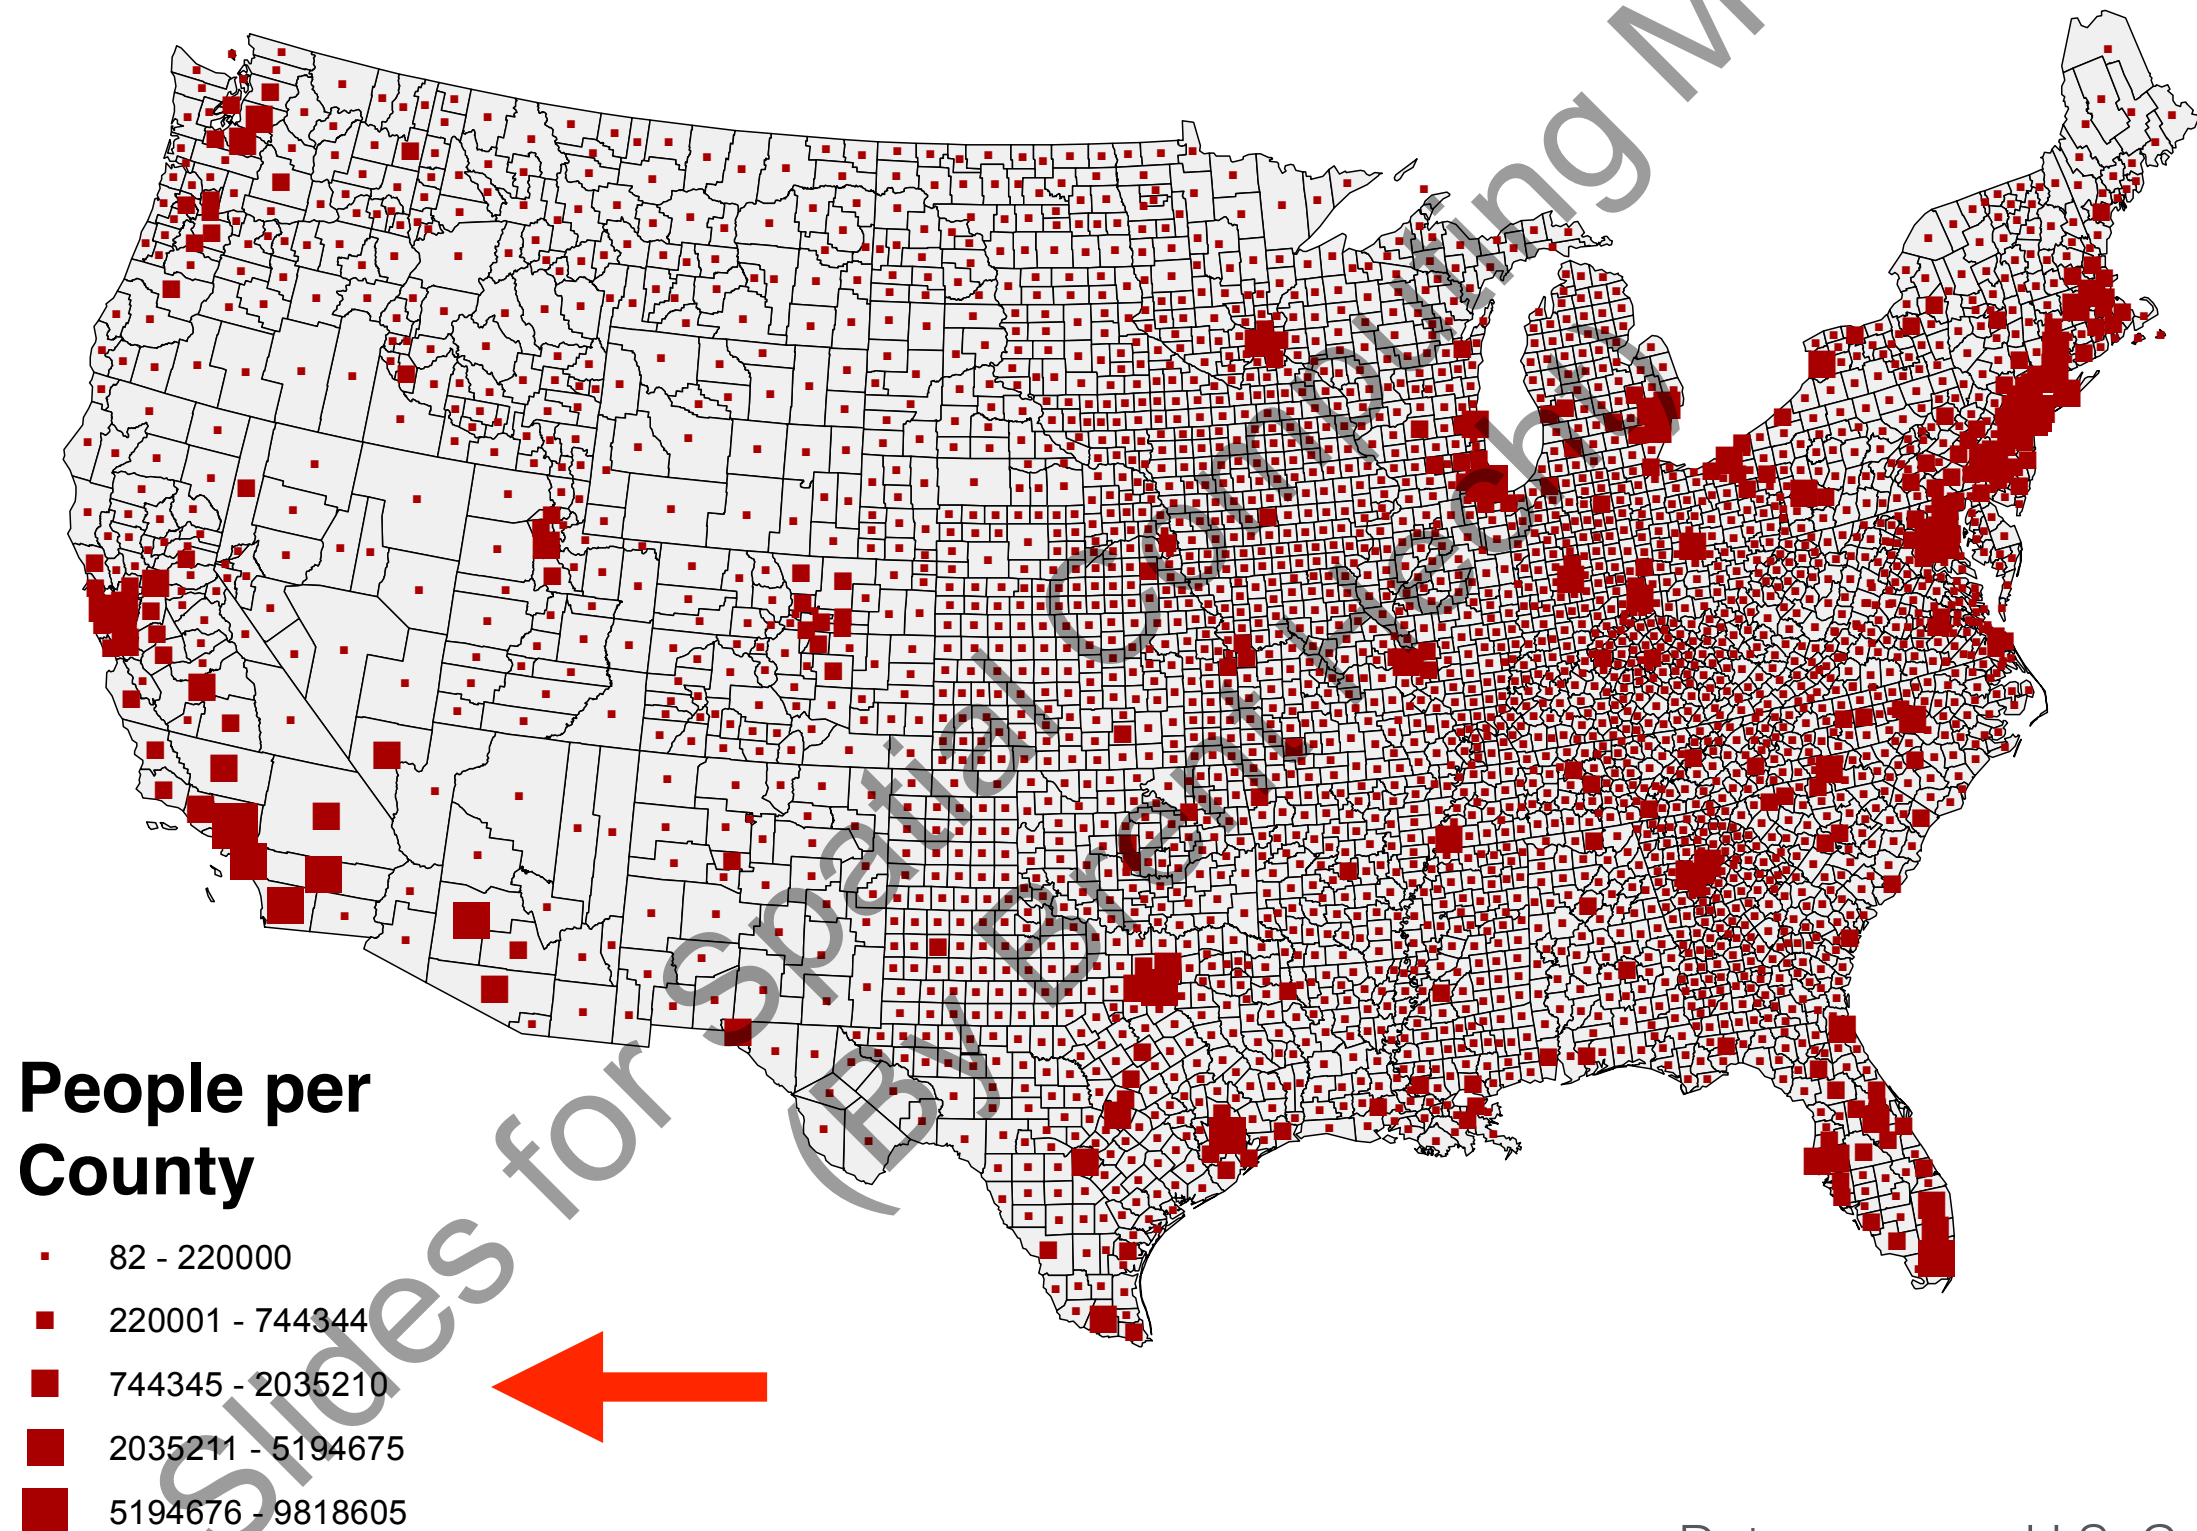 People per
County
82 - 220000
220001 - 744344
744345 - 2035210
2035211 - 5194675
5194676 - 9818605
Slides for Spatial Computing
(By Brent Hecht)